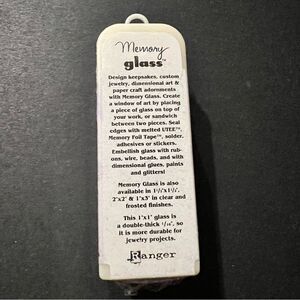 Memory
glass™
Design keepsakes, custom
jewelry, dimensional art &
paper craft adornments
with Memory Glass. Create
a window of art by placing
a piece of glass on top of
your work, or sandwich
between two pieces. Seal
edges with melted UTEE™,
Memory Foil Tape™, solder,
adhesives or stickers.
Embellish glass with rub-
ons, wire, beads, and with
dimensional glues, paints
and glitters!
Memory Glass is also
available in 1½"x1½",
2"x2" & 1"x3" in clear and
frosted finishes.
This 1"x1" glass is
a double-thick 1/16", so
it is more durable for
jewelry projects.
Ranger